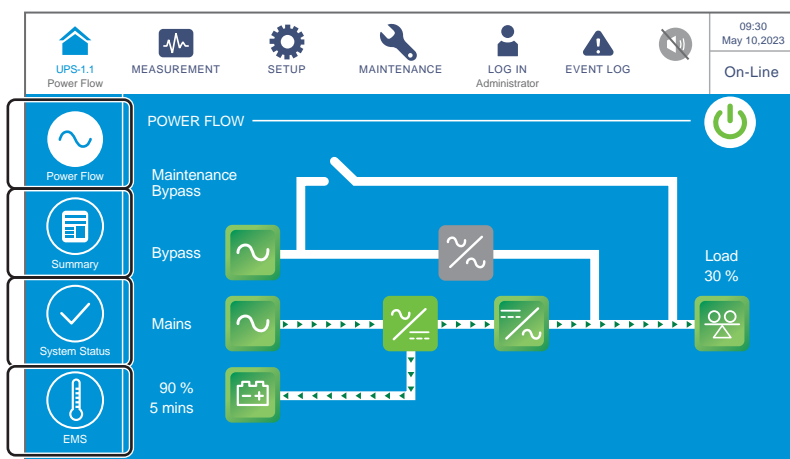 09:30
May 10,2023
UPS-1.1
Power Flow
MEASUREMENT
SETUP
MAINTENANCE
LOG IN
Administrator
EVENT LOG
On-Line
Power Flow
Summary
System Status
EMS
POWER FLOW
Maintenance
Bypass
Bypass
Load
30 %
Mains
90 %
5 mins